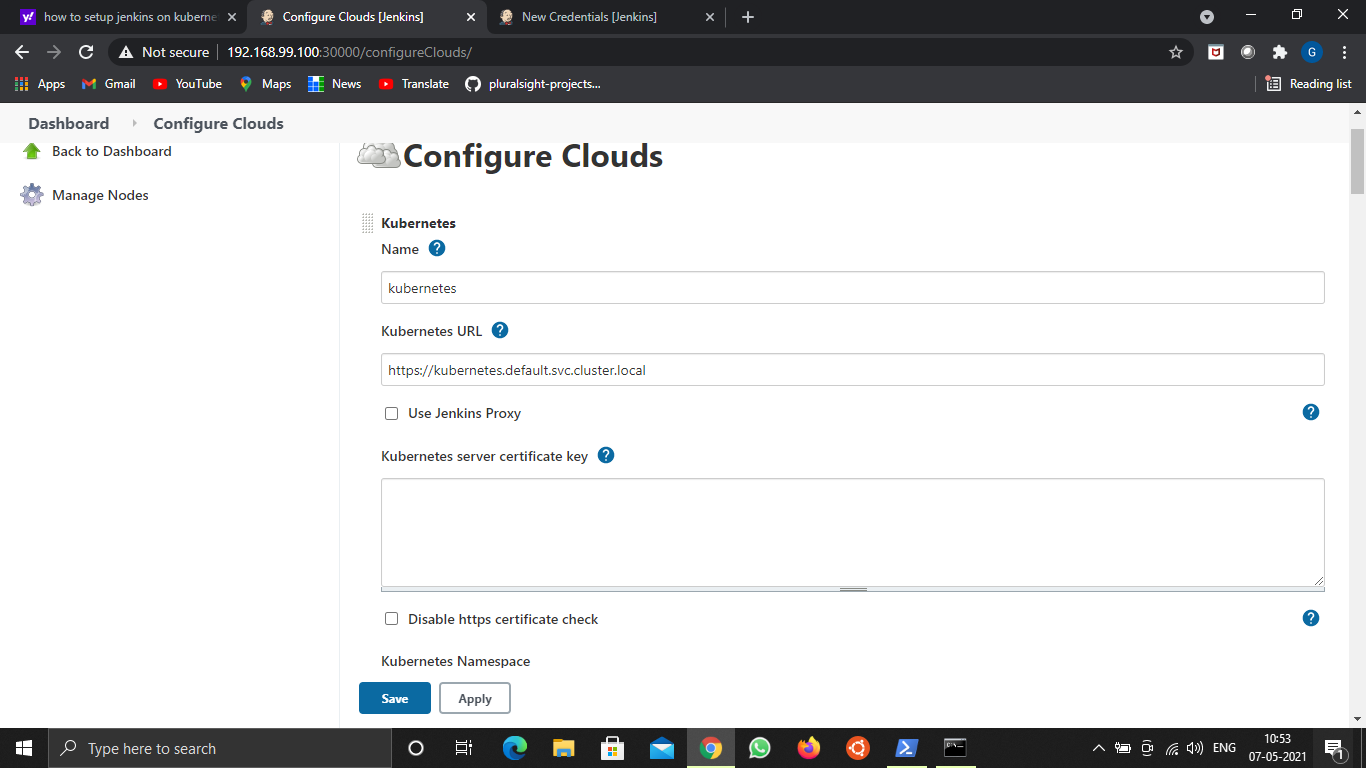 how to setup jenkins on kuberne
Configure Clouds [Jenkins]
New Credentials [Jenkins]
Not secure
192.168.99.100:30000/configureClouds/
G
Apps
Gmail
YouTube
Maps
News
Translate
pluralsight-projects...
Reading list
Dashboard
Configure Clouds
Back to Dashboard
Manage Nodes
Configure Clouds
Kubernetes
Name ?
kubernetes
Kubernetes URL ?
https://kubernetes.default.svc.cluster.local
Use Jenkins Proxy ?
Kubernetes server certificate key ?
Disable https certificate check ?
Kubernetes Namespace
Save
Apply
Type here to search
ENG
10:53
07-05-2021
1